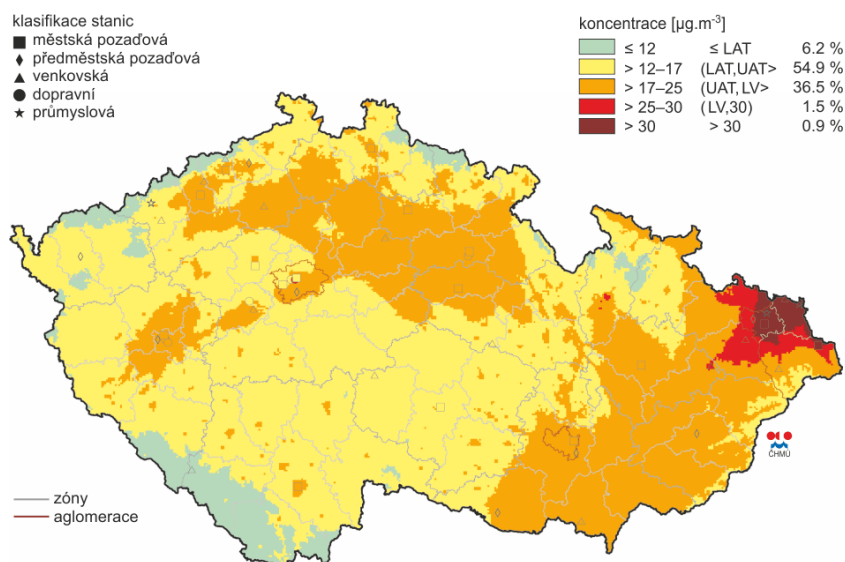 klasifikace stanic
městská pozaďová
předměstská pozaďová
venkovská
dopravní
průmyslová
koncentrace [µg.m⁻³]
≤ 12 ≤ LAT 6.2 %
> 12–17 (LAT,UAT> 54.9 %
> 17–25 (UAT, LV> 36.5 %
> 25–30 (LV,30⟩ 1.5 %
> 30 > 30 0.9 %
ČHMÚ
zóny
aglomerace